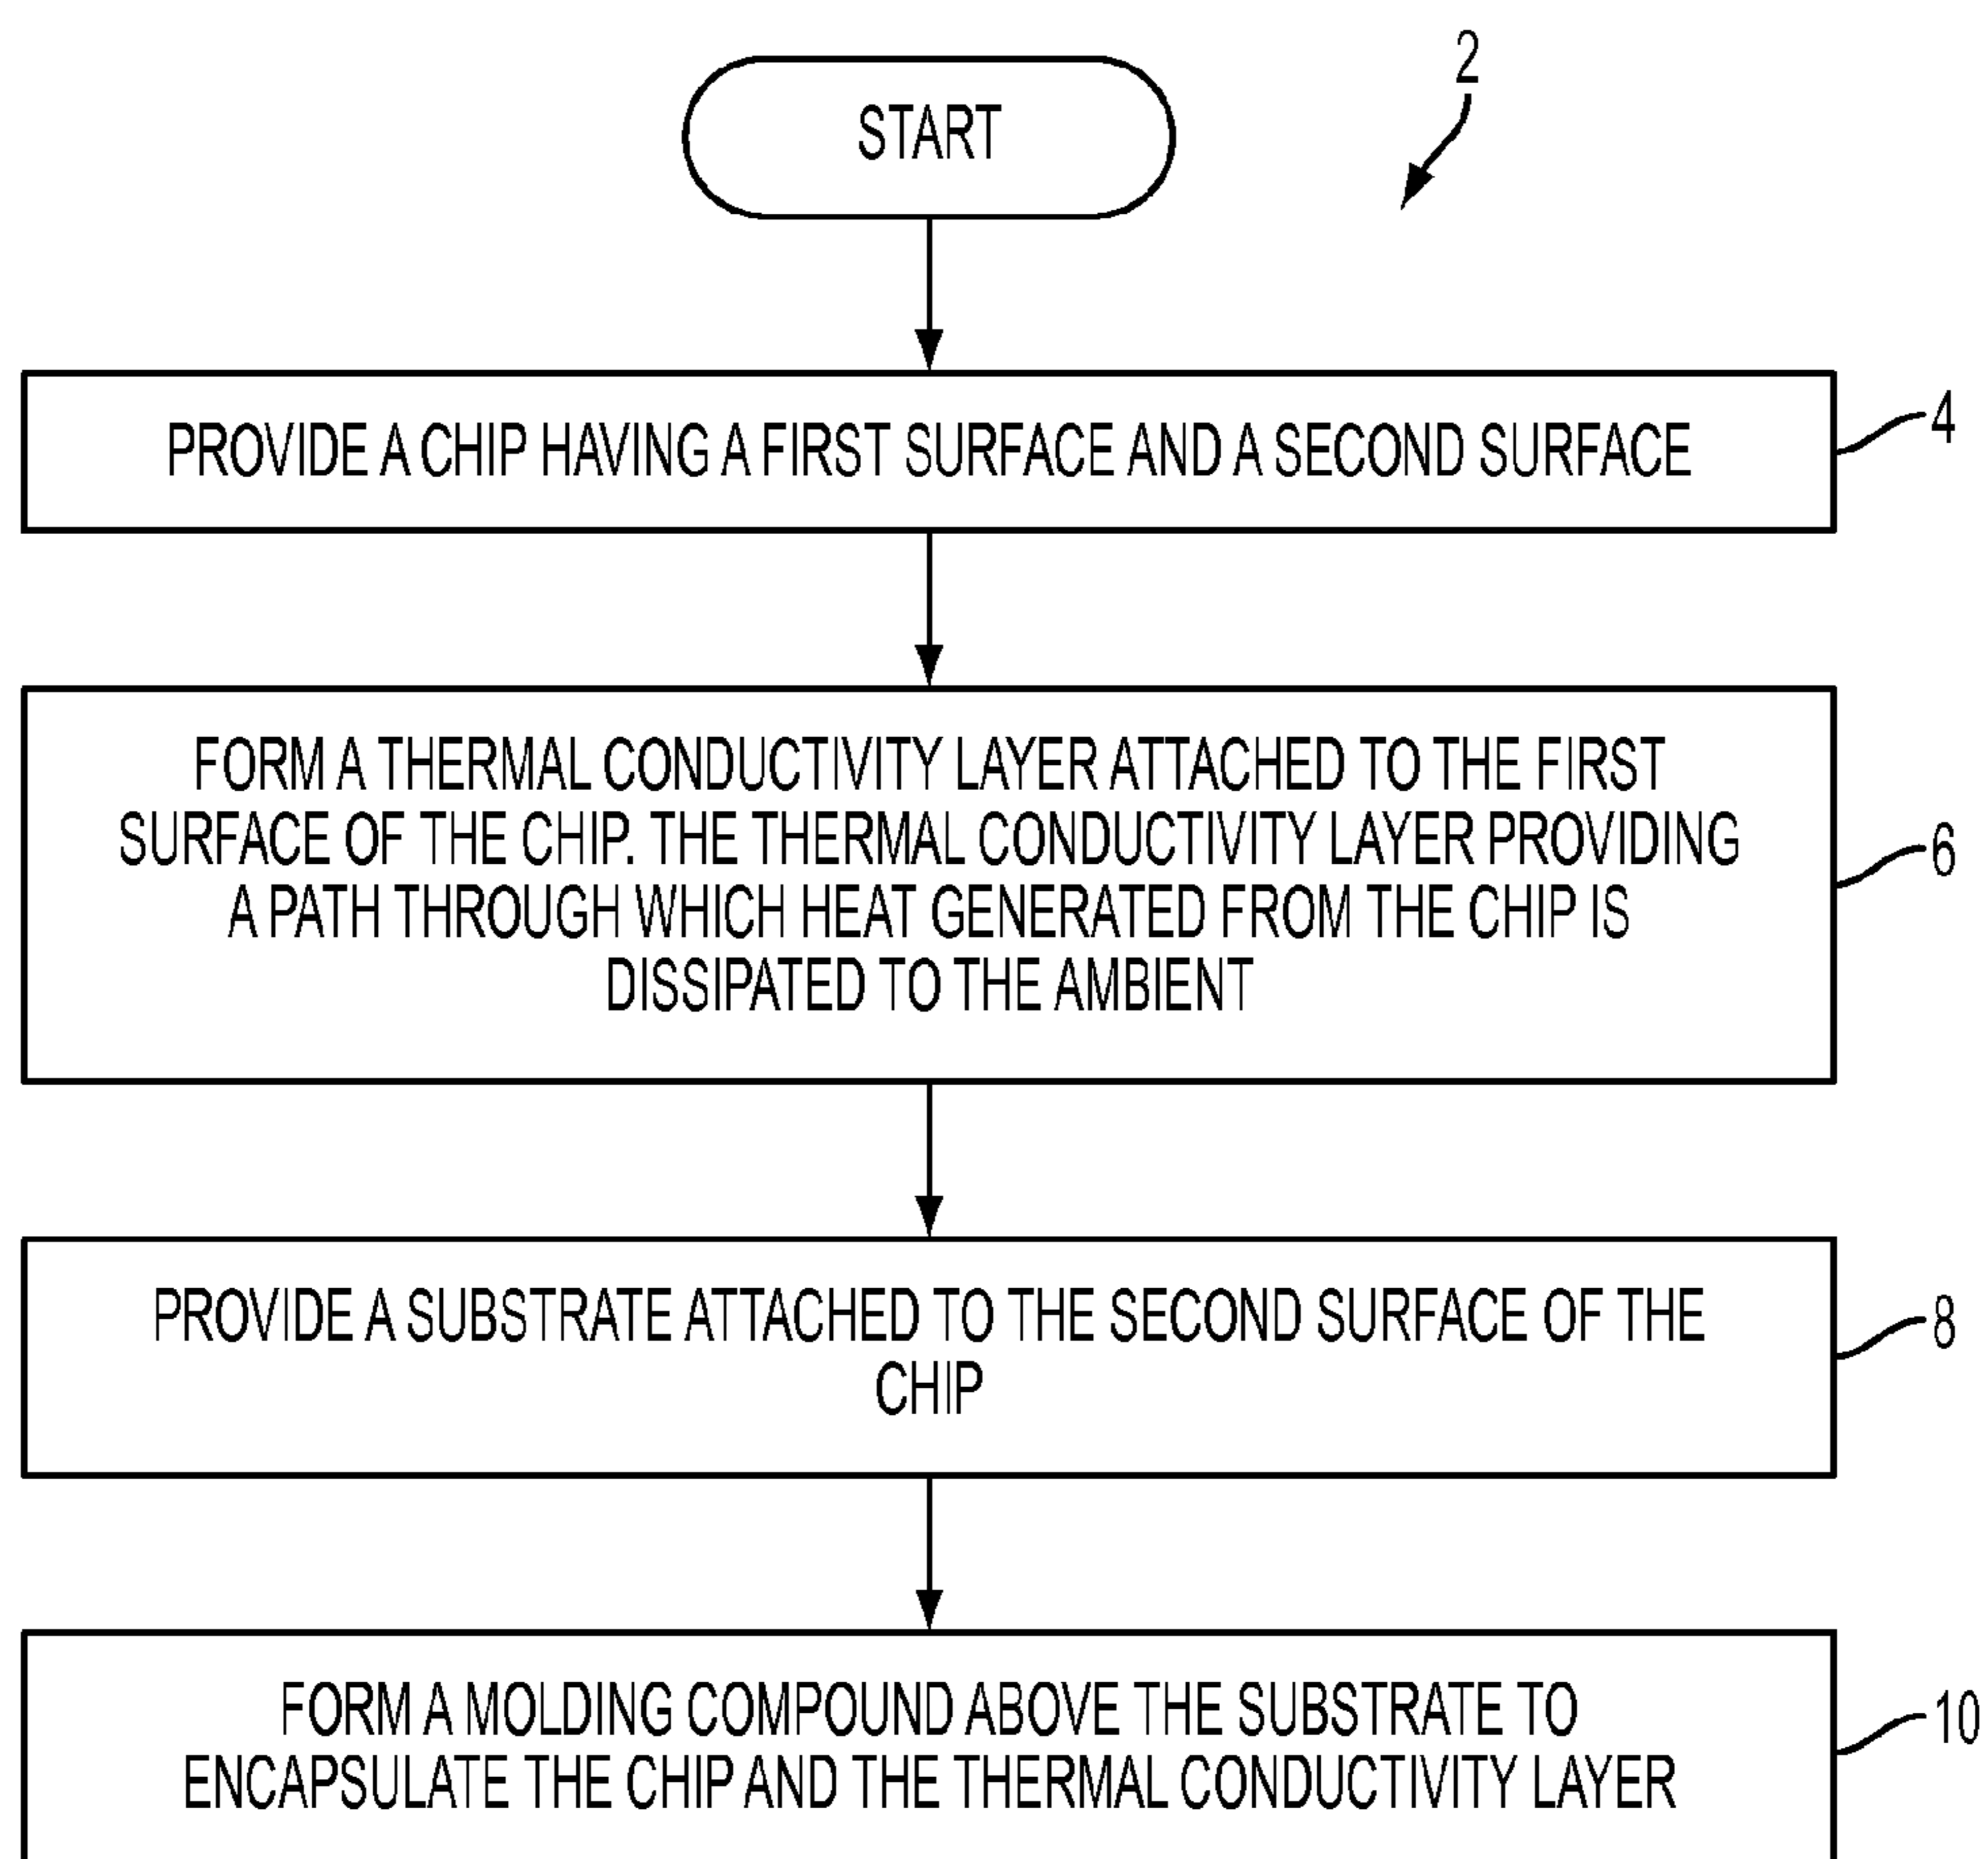 2
START
PROVIDE A CHIP HAVING A FIRST SURFACE AND A SECOND SURFACE
4
FORM A THERMAL CONDUCTIVITY LAYER ATTACHED TO THE FIRST
SURFACE OF THE CHIP. THE THERMAL CONDUCTIVITY LAYER PROVIDING
A PATH THROUGH WHICH HEAT GENERATED FROM THE CHIP IS
DISSIPATED TO THE AMBIENT
6
PROVIDE A SUBSTRATE ATTACHED TO THE SECOND SURFACE OF THE
CHIP
8
FORM A MOLDING COMPOUND ABOVE THE SUBSTRATE TO
ENCAPSULATE THE CHIP AND THE THERMAL CONDUCTIVITY LAYER
10